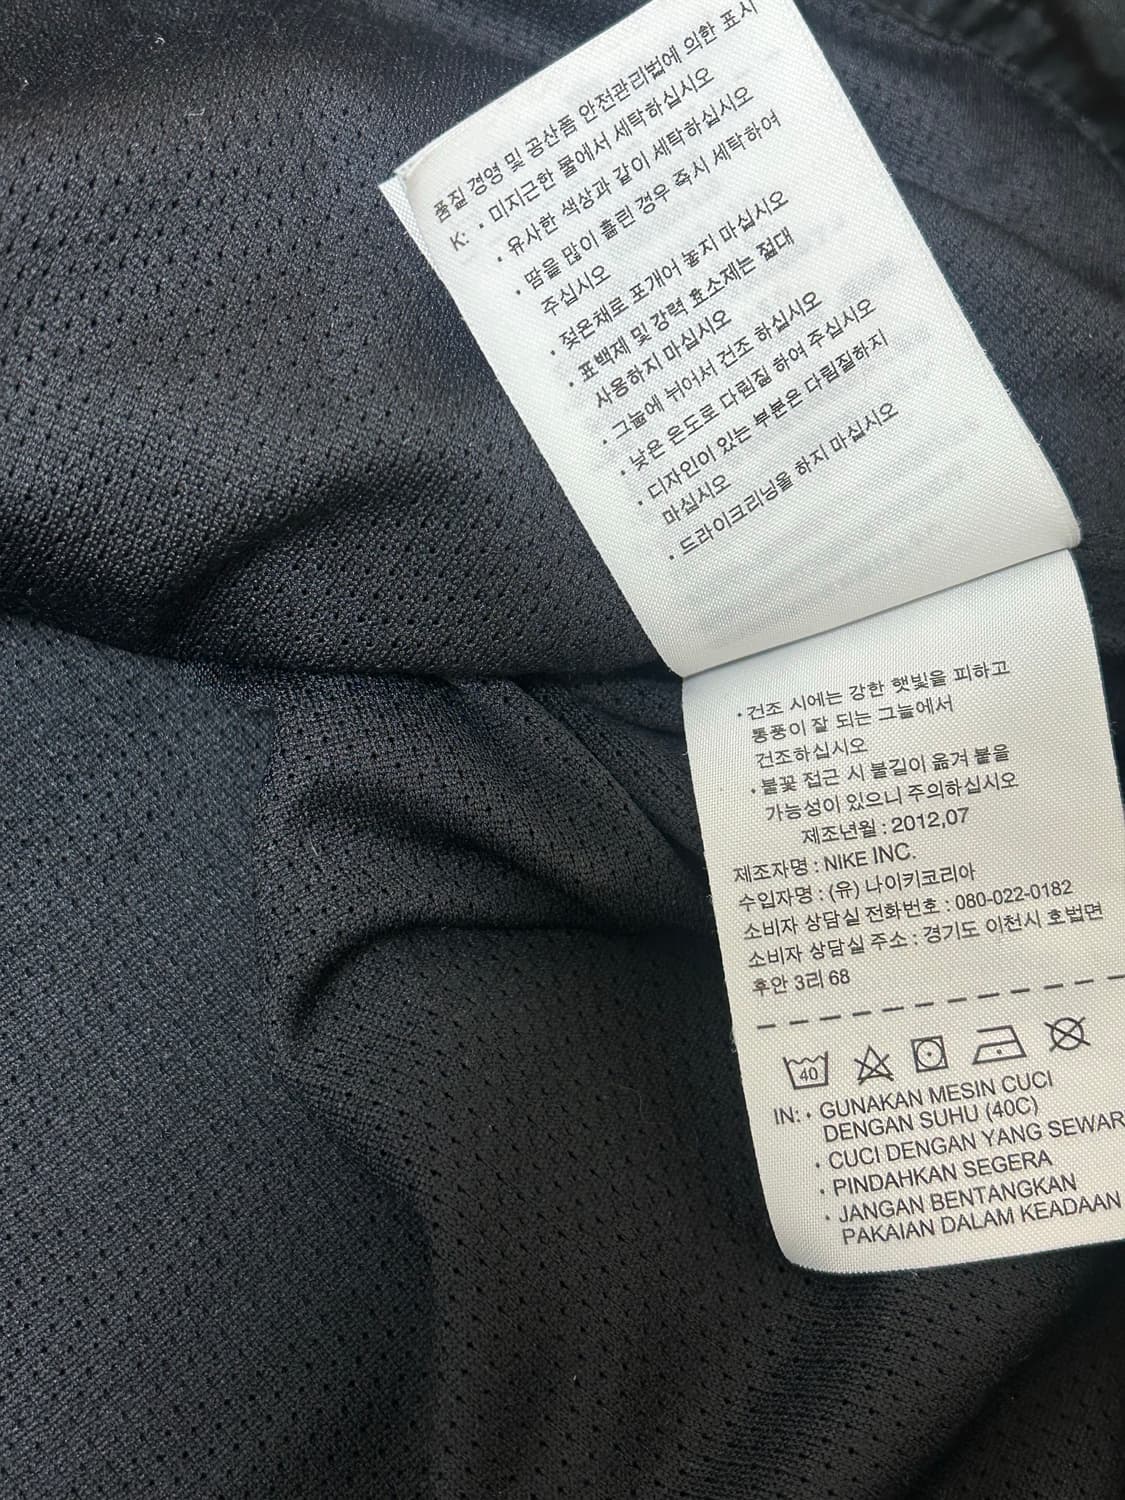 품질 경영 및 공산품 안전관리법에 의한 표시
K: · 미지근한 물에서 세탁하십시오
· 유사한 색상과 같이 세탁하십시오
· 땀을 많이 흘린 경우 즉시 세탁하여
주십시오
· 젖은채로 포개어 놓지 마십시오
· 표백제 및 강력 효소제는 절대
사용하지 마십시오
· 그늘에 뉘어서 건조 하십시오
· 낮은 온도로 다림질 하여 주십시오
· 디자인이 있는 부분은 다림질하지
마십시오
· 드라이크리닝을 하지 마십시오
· 건조 시에는 강한 햇빛을 피하고
통풍이 잘 되는 그늘에서
건조하십시오
· 불꽃 접근 시 불길이 옮겨 붙을
가능성이 있으니 주의하십시오
제조년월 : 2012,07
제조자명 : NIKE INC.
수입자명 : (유) 나이키코리아
소비자 상담실 전화번호 : 080-022-0182
소비자 상담실 주소 : 경기도 이천시 호법면
후안 3리 68
40
IN: · GUNAKAN MESIN CUCI
DENGAN SUHU (40C)
· CUCI DENGAN YANG SEWAR
· PINDAHKAN SEGERA
· JANGAN BENTANGKAN
PAKAIAN DALAM KEADAAN